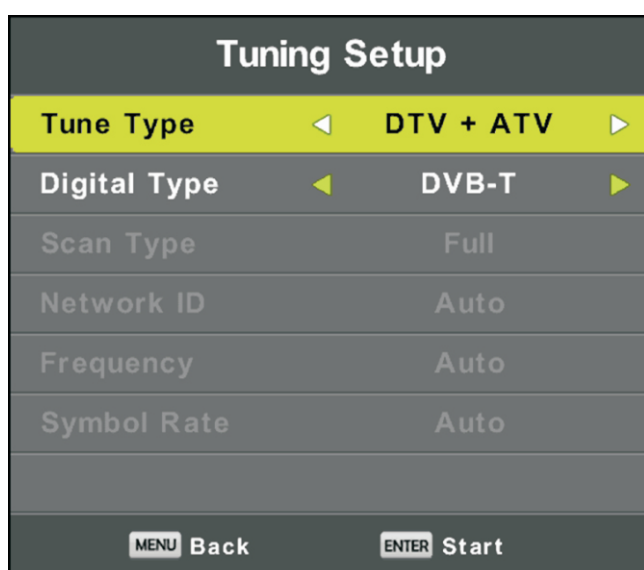 Tuning Setup
Tune Type DTV + ATV
Digital Type DVB-T
Scan Type Full
Network ID Auto
Frequency Auto
Symbol Rate Auto
MENU Back ENTER Start